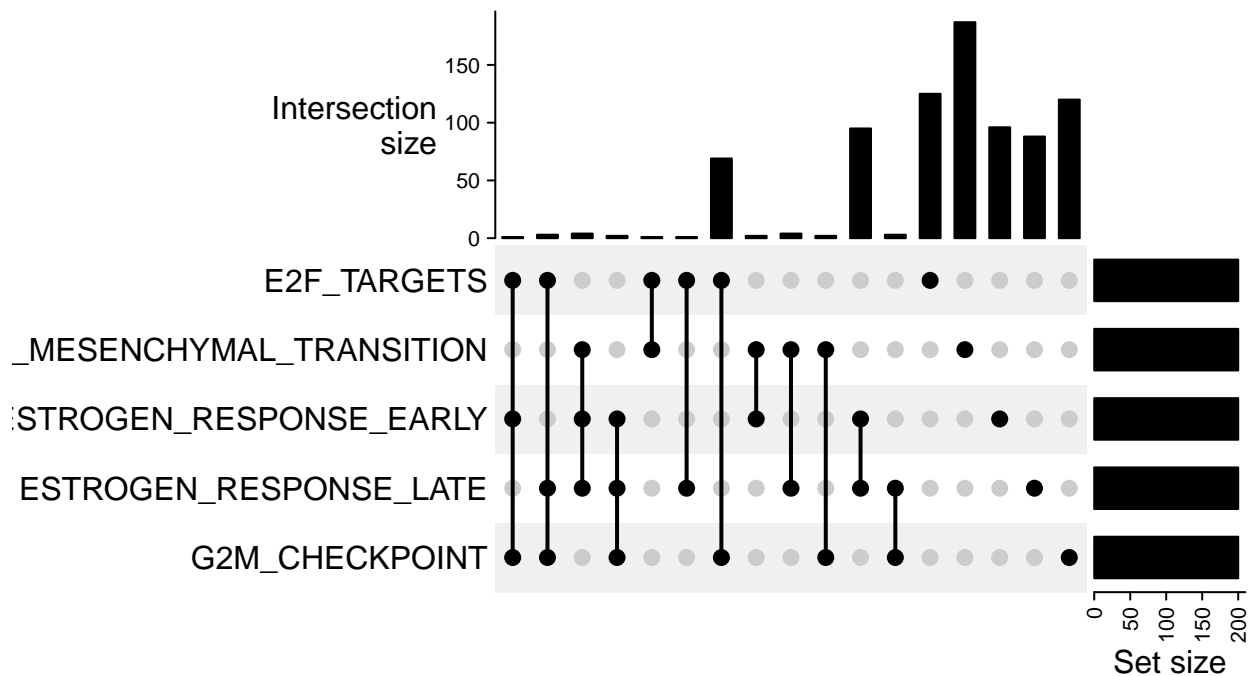 150
Intersection
size
100
50
0
E2F_TARGETS
_MESENCHYMAL_TRANSITION
STROGEN_RESPONSE_EARLY
ESTROGEN_RESPONSE_LATE
G2M_CHECKPOINT
0
50
100
150
200
Set size